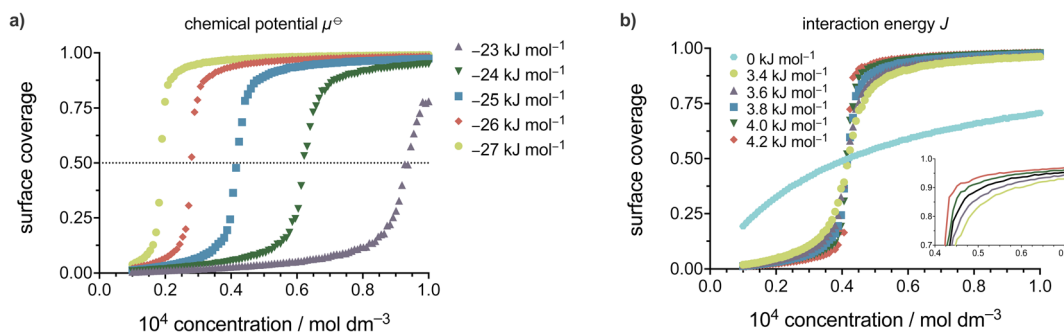 a)
chemical potential µ⊖
surface coverage
1.00
0.75
0.50
0.25
0.00
0.0 0.2 0.4 0.6 0.8 1.0
10⁴ concentration / mol dm⁻³
−23 kJ mol⁻¹
−24 kJ mol⁻¹
−25 kJ mol⁻¹
−26 kJ mol⁻¹
−27 kJ mol⁻¹
b)
interaction energy J
surface coverage
1.00
0.75
0.50
0.25
0.00
0.0 0.2 0.4 0.6 0.8 1.0
10⁴ concentration / mol dm⁻³
0 kJ mol⁻¹
3.4 kJ mol⁻¹
3.6 kJ mol⁻¹
3.8 kJ mol⁻¹
4.0 kJ mol⁻¹
4.2 kJ mol⁻¹
1.0
0.9
0.8
0.7
0.4 0.5 0.6 0.7